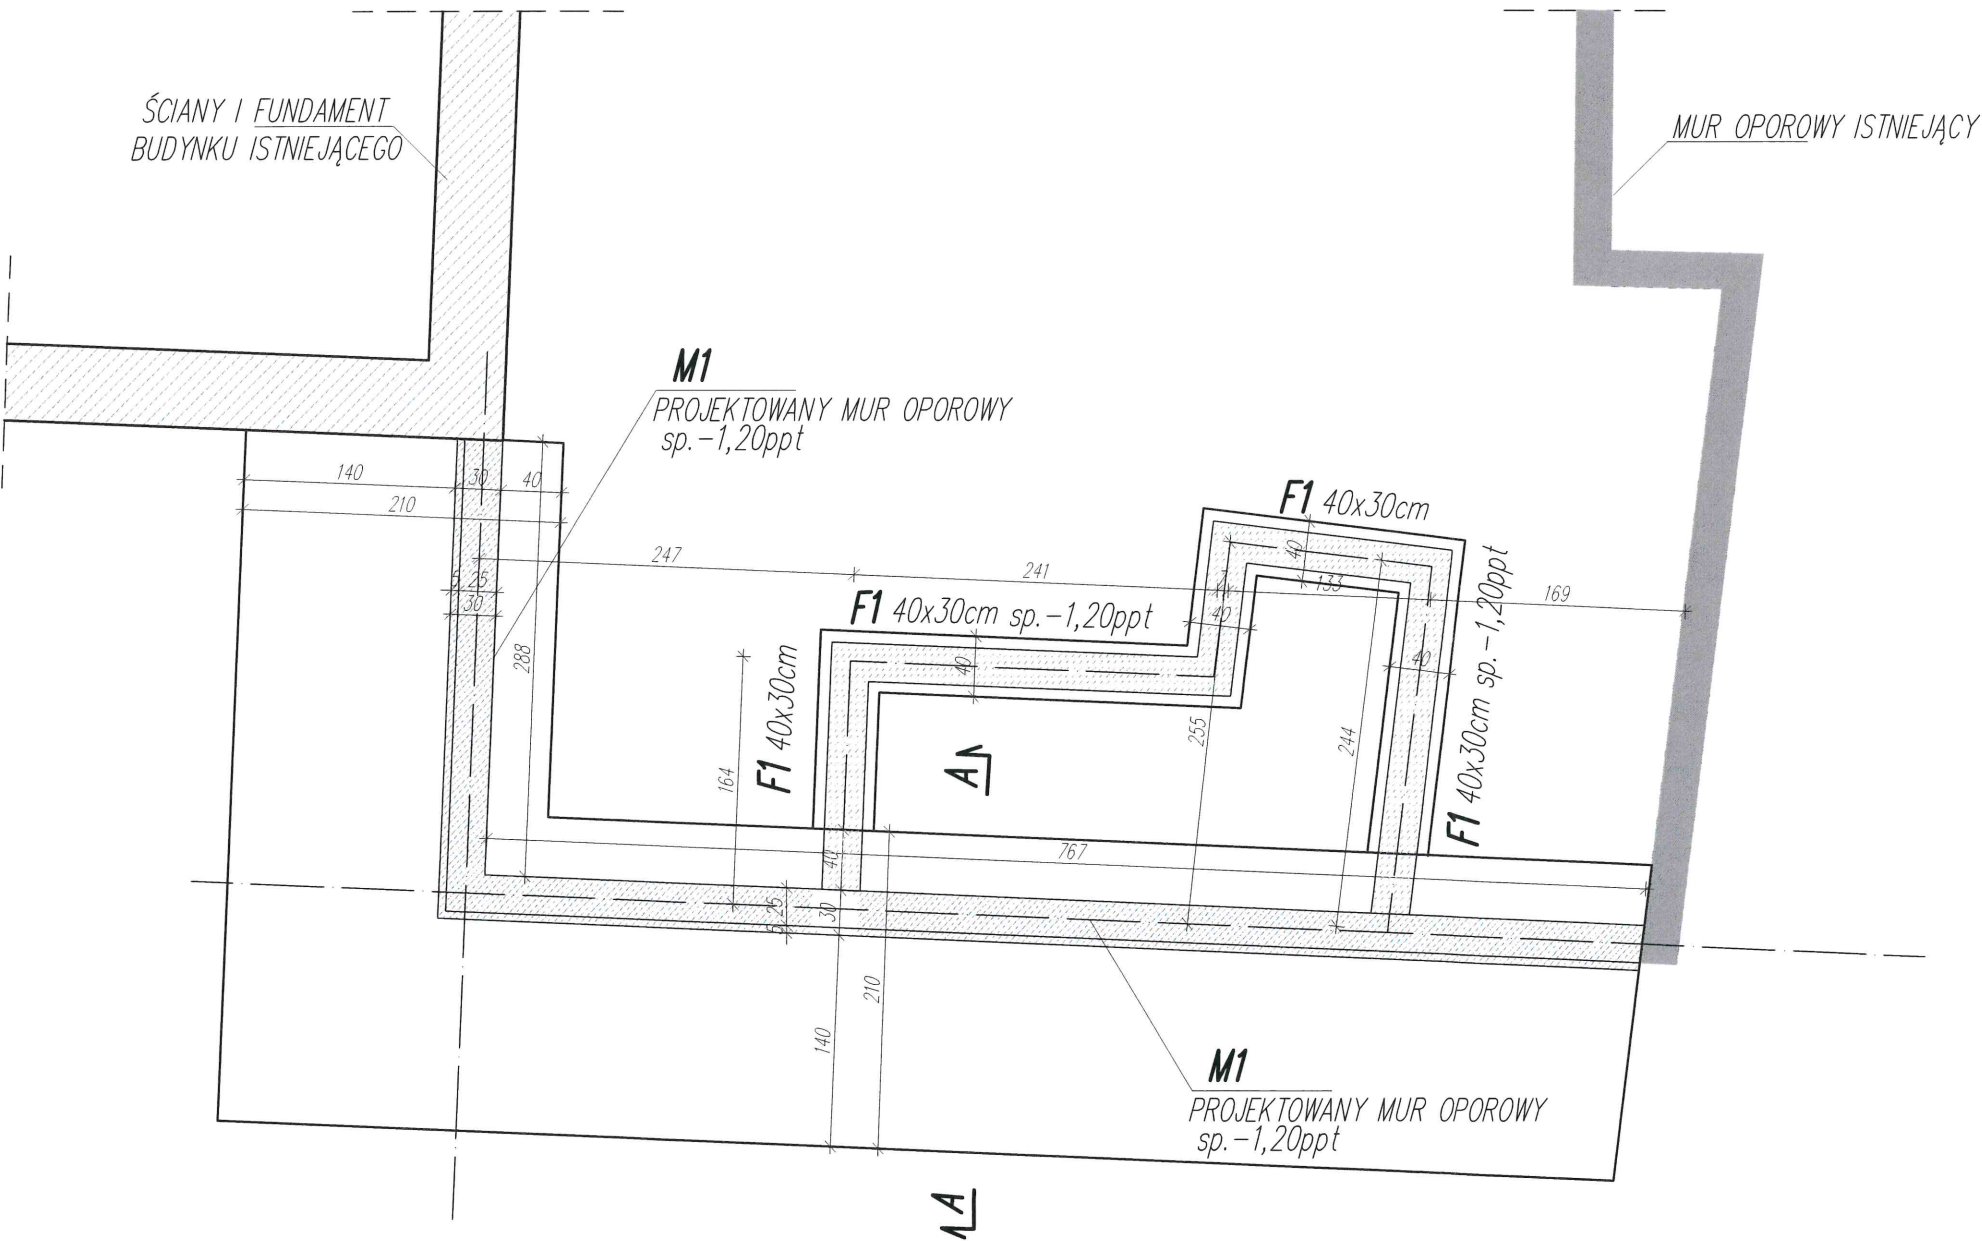 ŚCIANY I FUNDAMENT
BUDYNKU ISTNIEJĄCEGO
MUR OPOROWY ISTNIEJĄCY
M1
PROJEKTOWANY MUR OPOROWY
sp.-1,20ppt
140
30
40
210
247
241
133
169
5
25
30
288
F1 40x30cm
40
F1 40x30cm sp.-1,20ppt
40
40
40
F1 40x30cm sp.-1,20ppt
F1 40x30cm
164
A
255
244
767
40
30
5
25
210
140
M1
PROJEKTOWANY MUR OPOROWY
sp.-1,20ppt
A